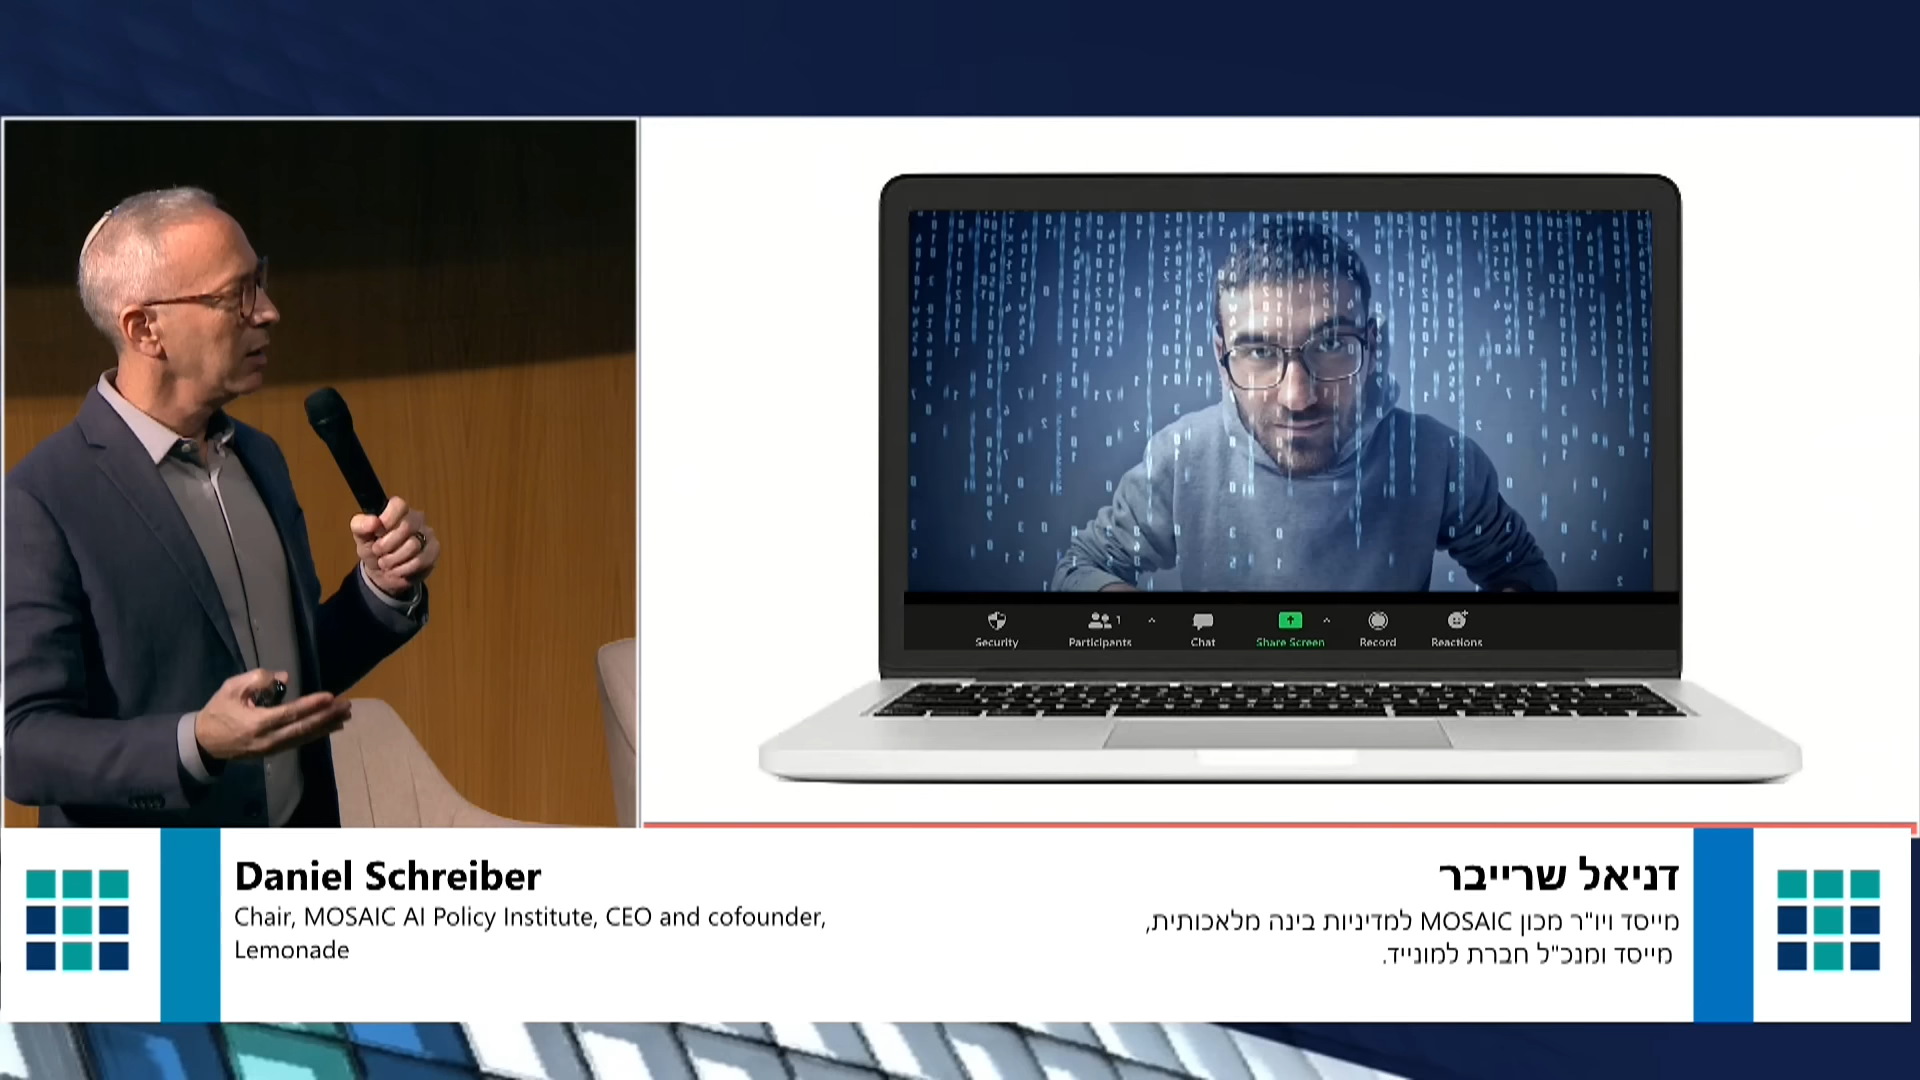 Security
Participants 1
Chat
Share Screen
Record
Reactions
Daniel Schreiber
Chair, MOSAIC AI Policy Institute, CEO and cofounder,
Lemonade
דניאל שרייבר
מייסד ויו"ר מכון MOSAIC למדיניות בינה מלאכותית,
מייסד ומנכ"ל חברת למונייד.